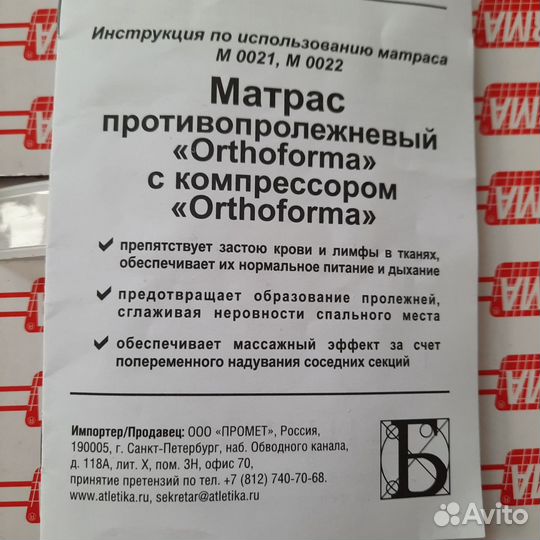 Инструкция по использованию матраса
М 0021, М 0022
Матрас
противопролежневый
«Orthoforma»
с компрессором
«Orthoforma»
препятствует застою крови и лимфы в тканях,
обеспечивает их нормальное питание и дыхание
предотвращает образование пролежней,
сглаживая неровности спального места
обеспечивает массажный эффект за счет
попеременного надувания соседних секций
Импортер/Продавец: ООО «ПРОМЕТ», Россия,
190005, г. Санкт-Петербург, наб. Обводного канала,
д. 118А, лит. Х, пом. 3Н, офис 70,
принятие претензий по тел. +7 (812) 740-70-68.
www.atletika.ru, sekretar@atletika.ru
Б
Avito